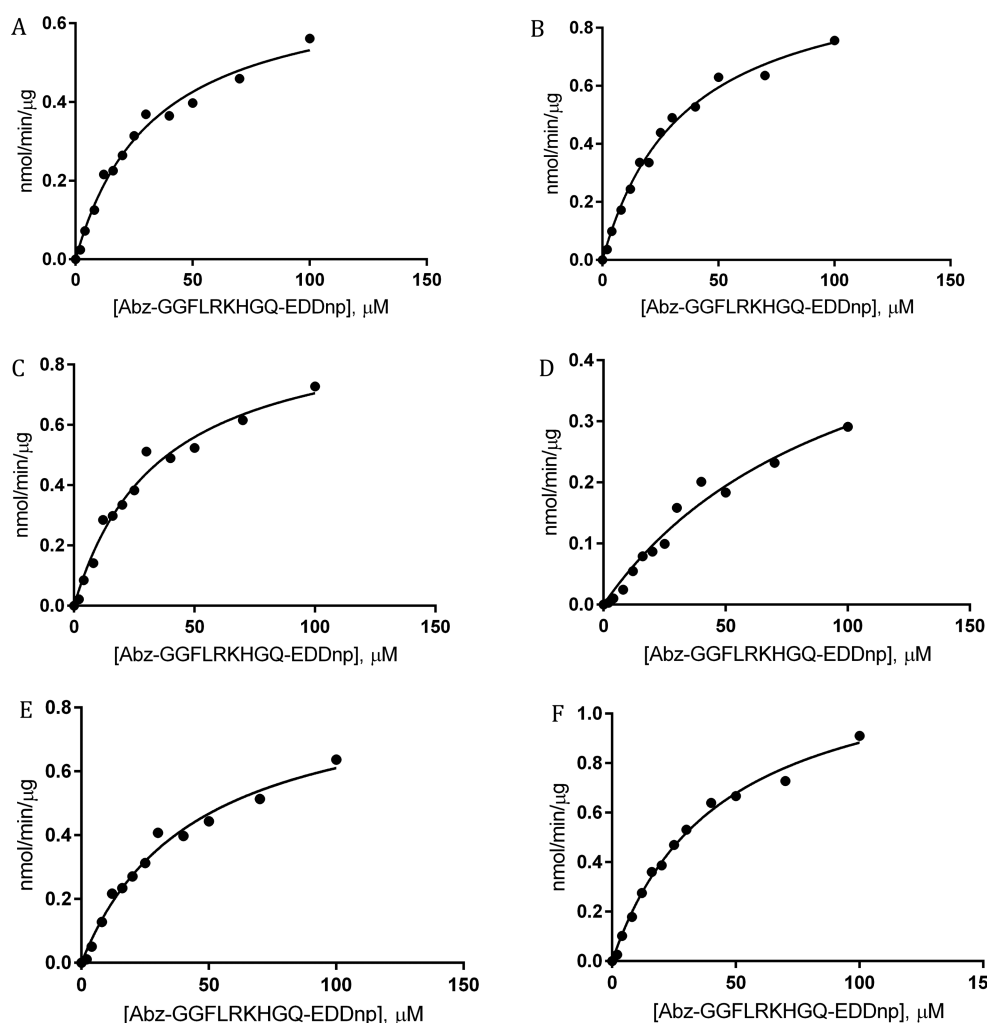 A
0.6
0.4
0.2
0.0
nmol/min/μg
0 50 100 150
[Abz-GGFLRKHGQ-EDDnp], μM
B
0.8
0.6
0.4
0.2
0.0
nmol/min/μg
0 50 100 150
[Abz-GGFLRKHGQ-EDDnp], μM
C
0.8
0.6
0.4
0.2
0.0
nmol/min/μg
0 50 100 150
[Abz-GGFLRKHGQ-EDDnp], μM
D
0.4
0.3
0.2
0.1
0.0
nmol/min/μg
0 50 100 150
[Abz-GGFLRKHGQ-EDDnp], μM
E
0.8
0.6
0.4
0.2
0.0
nmol/min/μg
0 50 100 150
[Abz-GGFLRKHGQ-EDDnp], μM
F
1.0
0.8
0.6
0.4
0.2
0.0
nmol/min/μg
0 50 100 15
[Abz-GGFLRKHGQ-EDDnp], μM